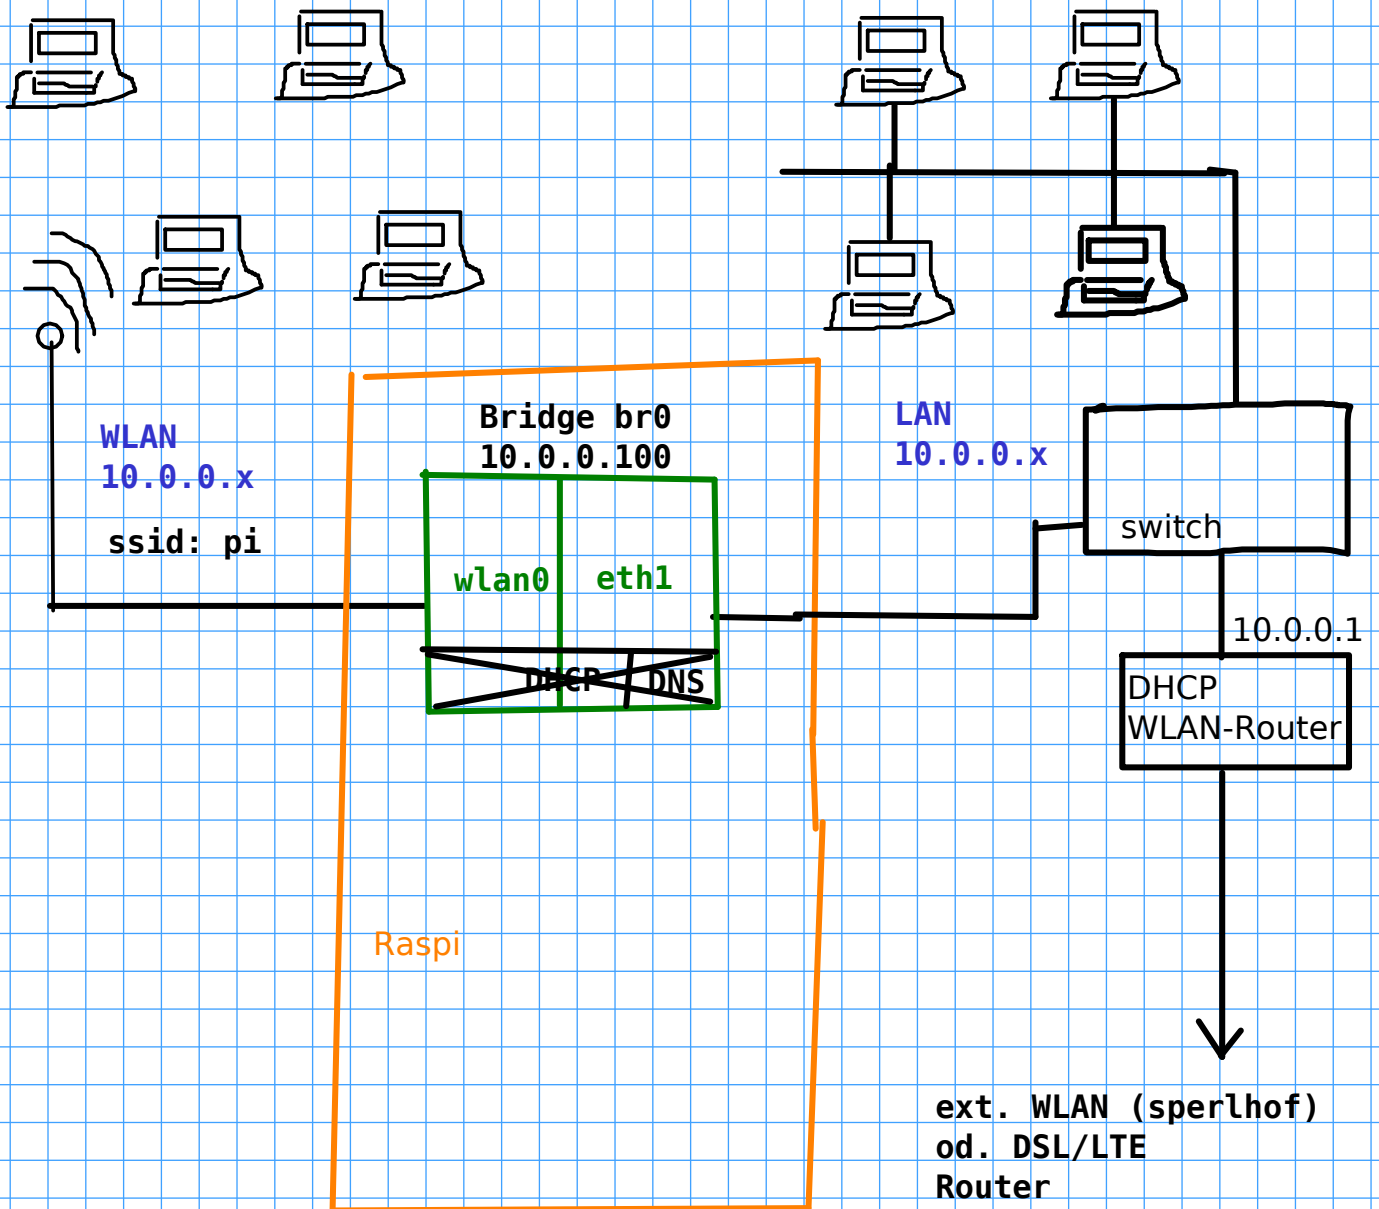 Bridge br0
10.0.0.100
LAN
10.0.0.x
WLAN
10.0.0.x
ssid: pi
switch
wlan0
eth1
10.0.0.1
DHCP
DNS
DHCP
WLAN-Router
Raspi
ext. WLAN (sperlhof)
od. DSL/LTE
Router